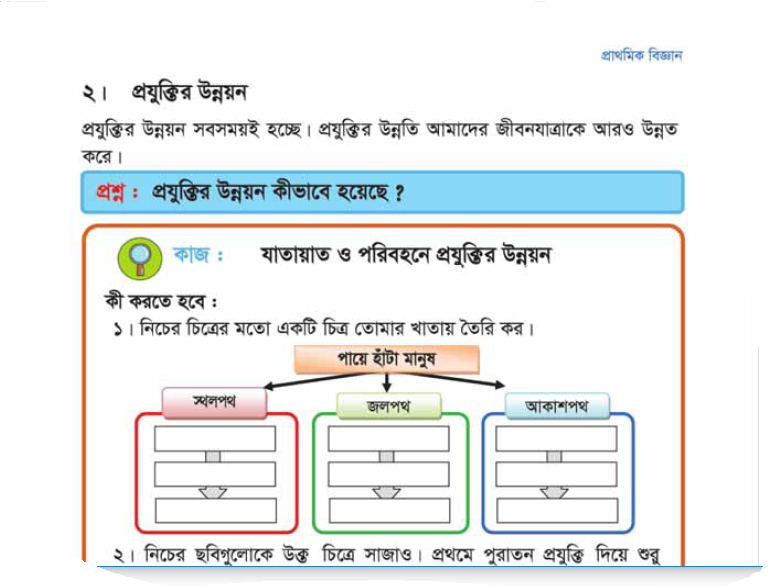 প্রাথমিক বিজ্ঞান
২। প্রযুক্তির উন্নয়ন
প্রযুক্তির উন্নয়ন সবসময়ই হচ্ছে। প্রযুক্তির উন্নতি আমাদের জীবনযাত্রাকে আরও উন্নত
করে।
প্রশ্ন : প্রযুক্তির উন্নয়ন কীভাবে হয়েছে ?
কাজ : যাতায়াত ও পরিবহনে প্রযুক্তির উন্নয়ন
কী করতে হবে :
১। নিচের চিত্রের মতো একটি চিত্র তোমার খাতায় তৈরি কর।
পায়ে হাঁটা মানুষ
স্থলপথ জলপথ আকাশপথ
২। নিচের ছবিগুলোকে উক্ত চিত্রে সাজাও। প্রথমে পুরাতন প্রযুক্তি দিয়ে শুরু